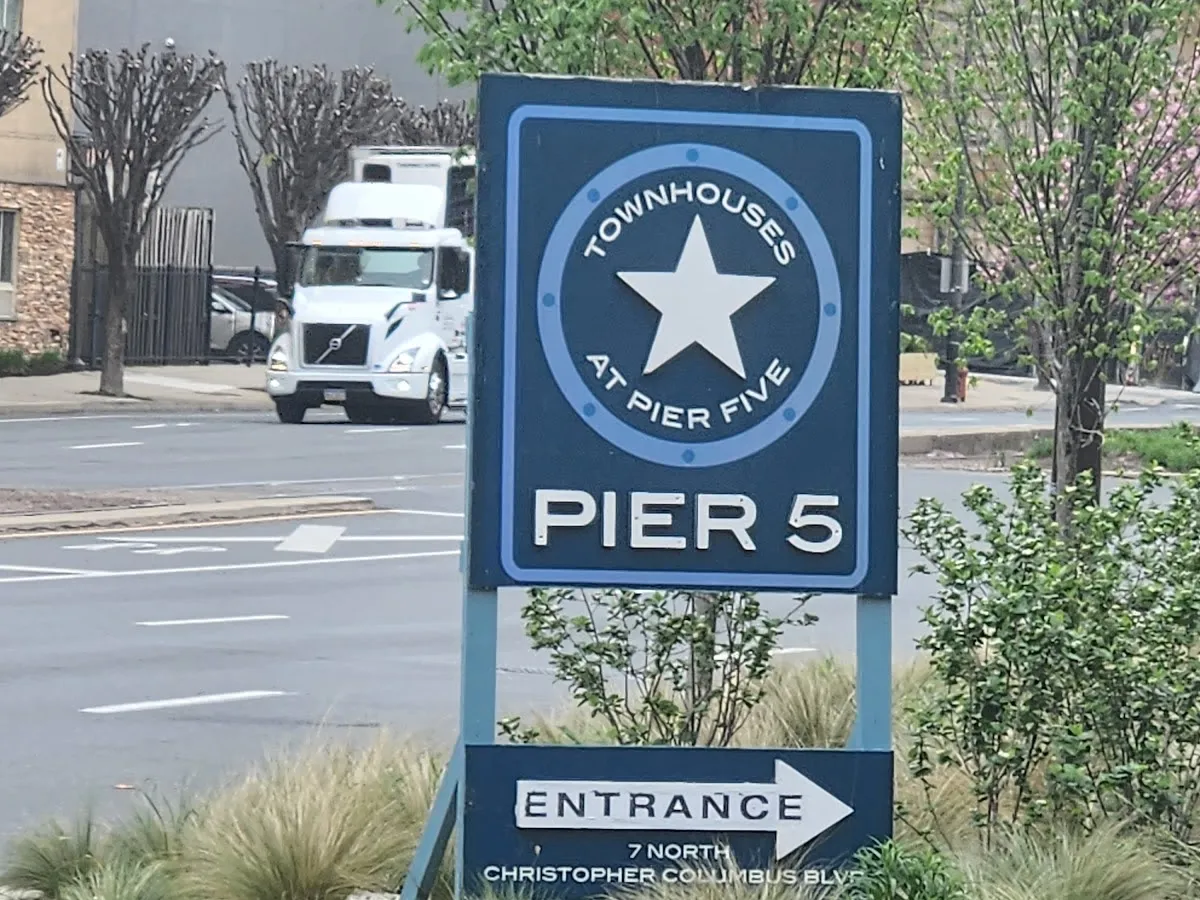 TOWNHOUSES
AT PIER FIVE
PIER 5
ENTRANCE
7 NORTH
CHRISTOPHER COLUMBUS BLVD